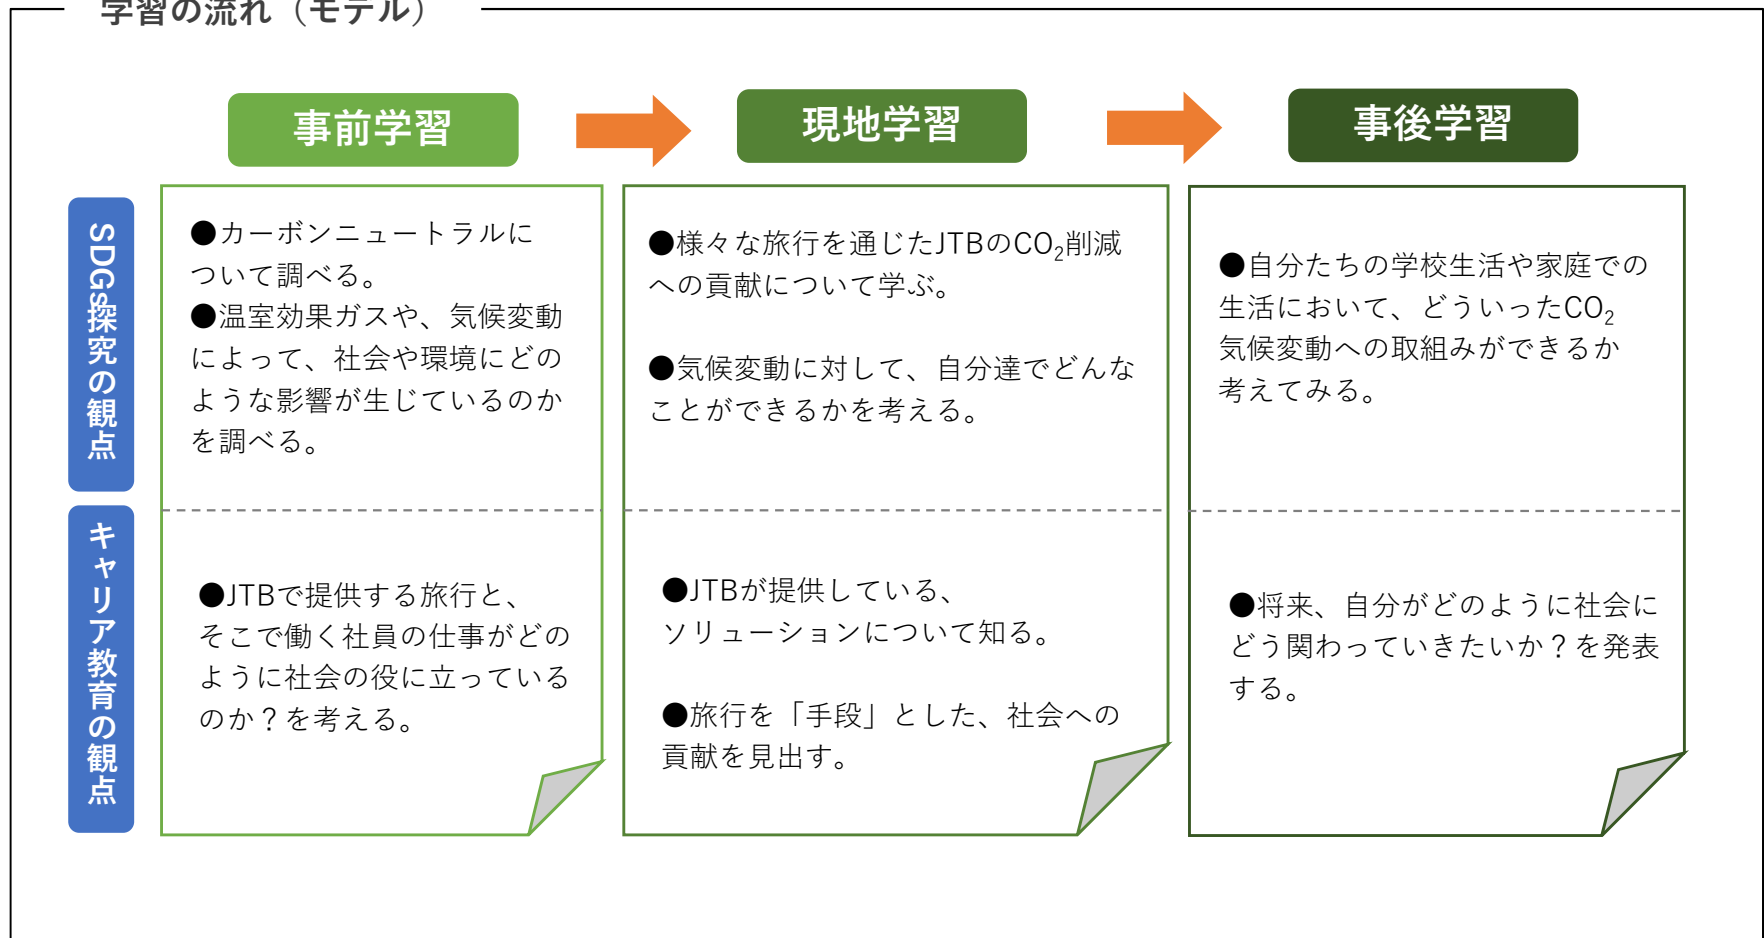 学習の流れ（モデル）
事前学習
現地学習
事後学習
SDGs探究の観点
●カーボンニュートラルに
ついて調べる。
●温室効果ガスや、気候変動
によって、社会や環境にどの
ような影響が生じているのか
を調べる。
●様々な旅行を通じたJTBのCO₂削減
への貢献について学ぶ。
●気候変動に対して、自分達でどんな
ことができるかを考える。
●自分たちの学校生活や家庭での
生活において、どういったCO₂
気候変動への取組みができるか
考えてみる。
キャリア教育の観点
●JTBで提供する旅行と、
そこで働く社員の仕事がどの
ように社会の役に立っている
のか？を考える。
●JTBが提供している、
ソリューションについて知る。
●旅行を「手段」とした、社会への
貢献を見出す。
●将来、自分がどのように社会に
どう関わっていきたいか？を発表
する。